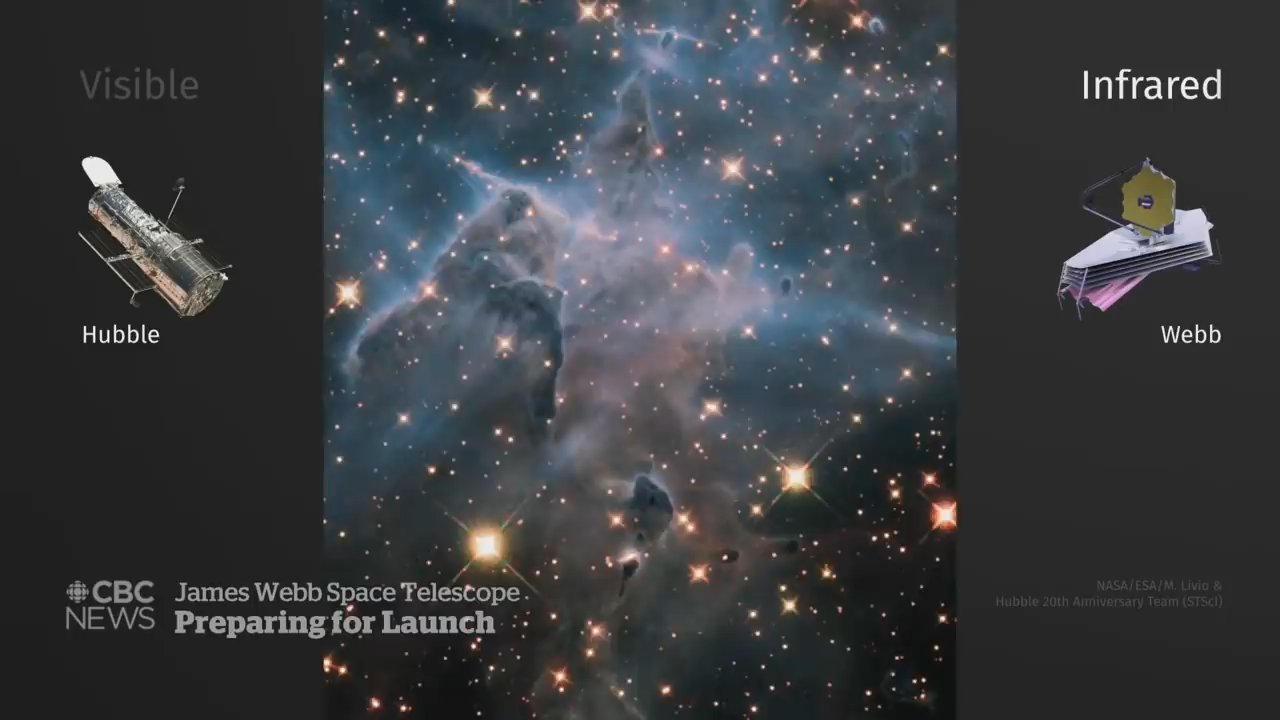 Visible
Infrared
Hubble
Webb
CBC
NEWS
James Webb Space Telescope
Preparing for Launch
NASA/ESA/M. Livio &
Hubble 20th Anniversary Team (STScI)